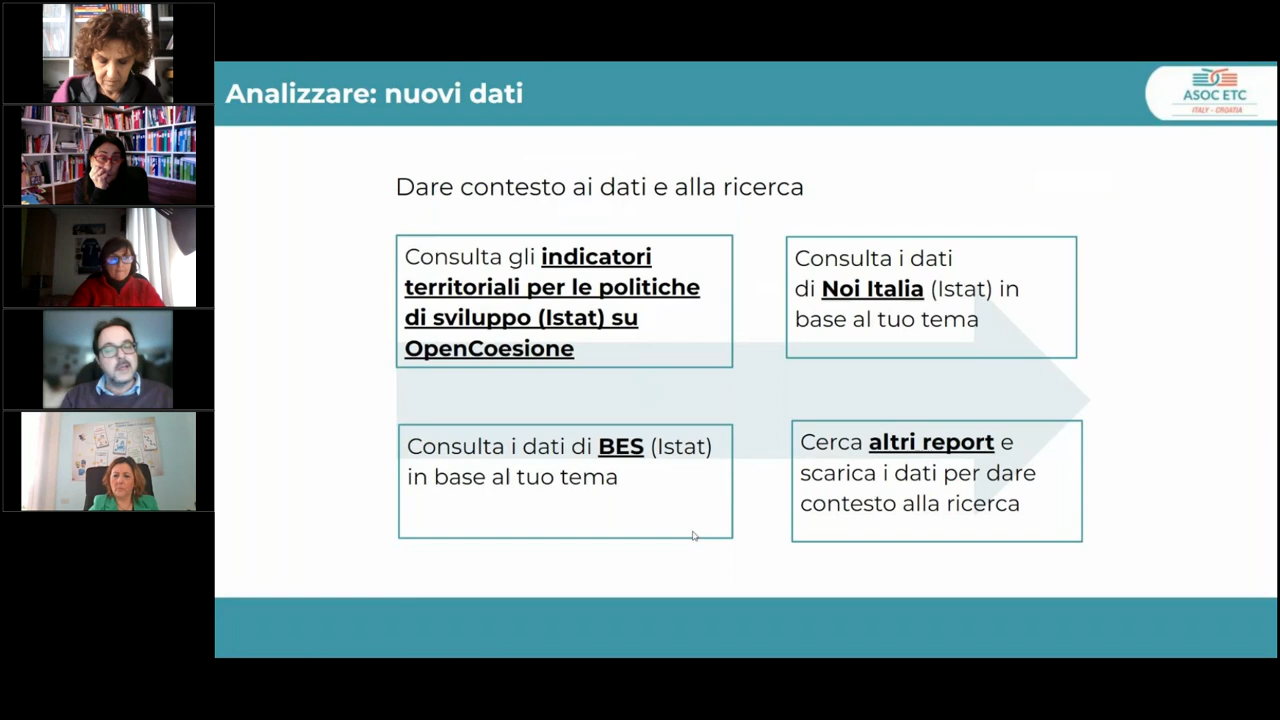 Analizzare: nuovi dati
ASOC ETC
ITALY - CROATIA
Dare contesto ai dati e alla ricerca
Consulta gli indicatori
territoriali per le politiche
di sviluppo (Istat) su
OpenCoesione
Consulta i dati
di Noi Italia (Istat) in
base al tuo tema
Consulta i dati di BES (Istat)
in base al tuo tema
Cerca altri report e
scarica i dati per dare
contesto alla ricerca